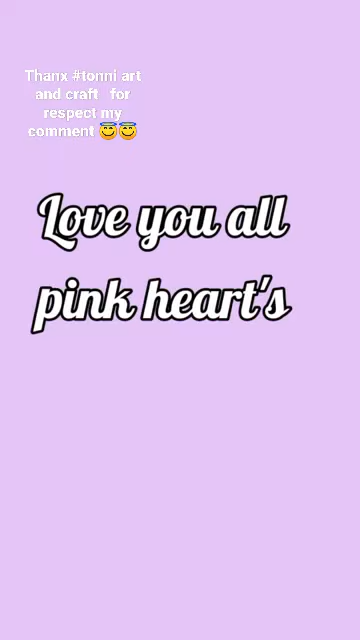 Thanx #tonni art
and craft for
respect my
comment 😇😇
Love you all
pink heart's